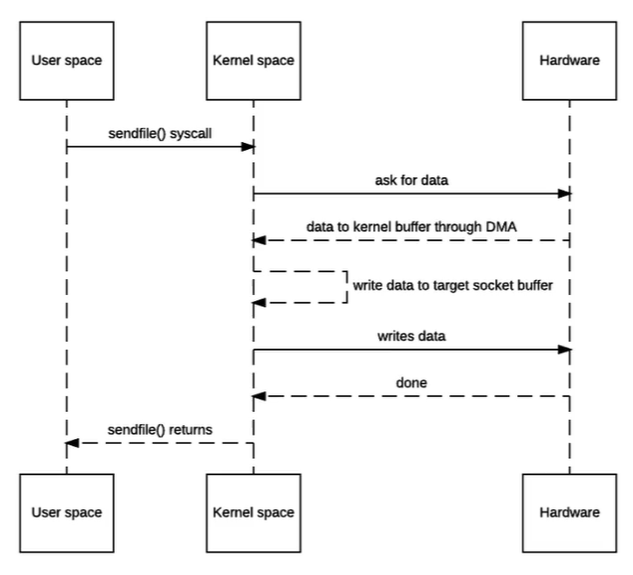 User space
Kernel space
Hardware
sendfile() syscall
ask for data
data to kernel buffer through DMA
write data to target socket buffer
writes data
done
sendfile() returns
User space
Kernel space
Hardware